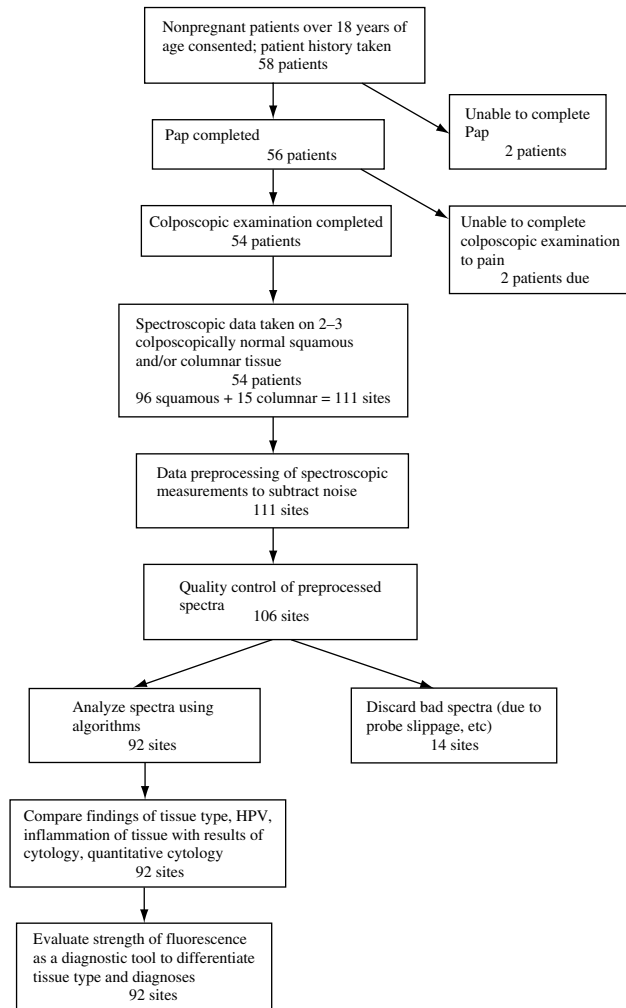 Nonpregnant patients over 18 years of
age consented; patient history taken
58 patients
Unable to complete
Pap
2 patients
Pap completed
56 patients
Colposcopic examination completed
54 patients
Unable to complete
colposcopic examination
to pain
2 patients due
Spectroscopic data taken on 2–3
colposcopically normal squamous
and/or columnar tissue
54 patients
96 squamous + 15 columnar = 111 sites
Data preprocessing of spectroscopic
measurements to subtract noise
111 sites
Quality control of preprocessed
spectra
106 sites
Analyze spectra using
algorithms
92 sites
Discard bad spectra (due to
probe slippage, etc)
14 sites
Compare findings of tissue type, HPV,
inflammation of tissue with results of
cytology, quantitative cytology
92 sites
Evaluate strength of fluorescence
as a diagnostic tool to differentiate
tissue type and diagnoses
92 sites